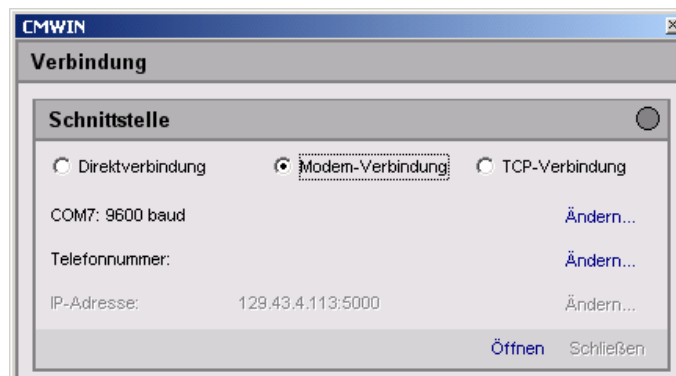 CMWIN
Verbindung
Schnittstelle
Direktverbindung Modem-Verbindung TCP-Verbindung
COM7: 9600 baud Ändern...
Telefonnummer: Ändern...
IP-Adresse: 129.43.4.113:5000 Ändern...
Öffnen Schließen